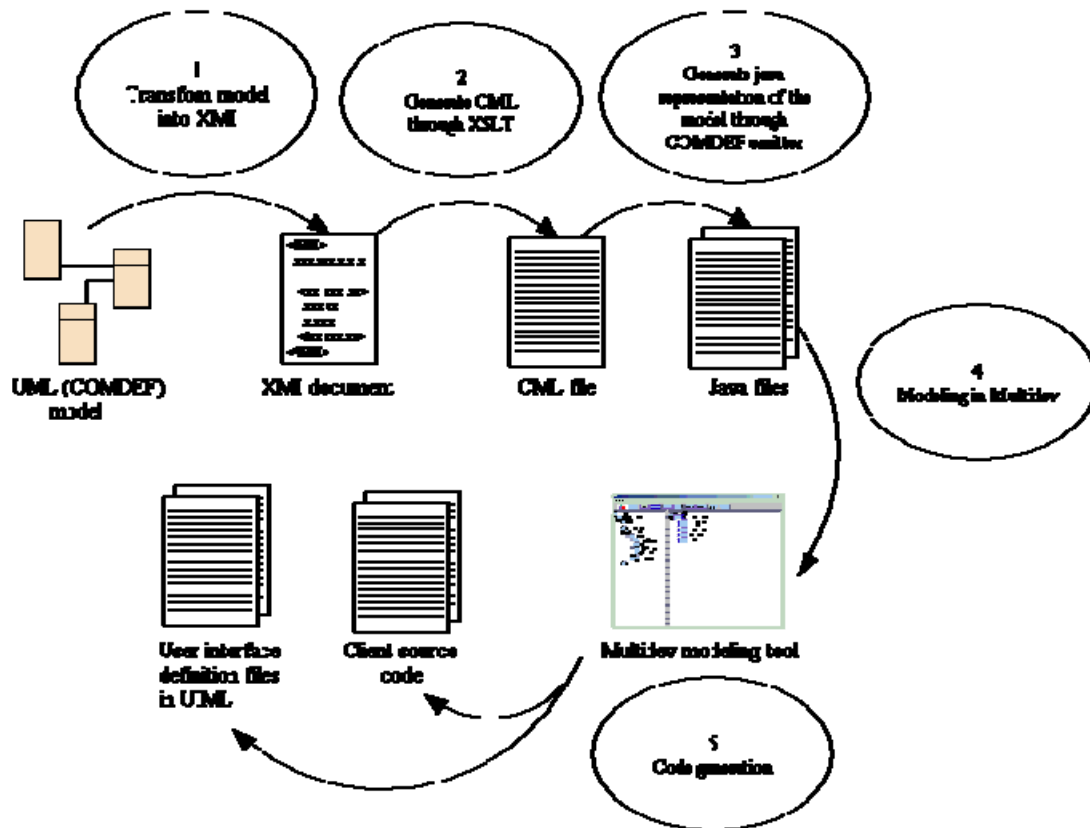 1
Transfom model
into XMI
2
Generate CML
through XSLT
3
Generate java
representation of the
model through
COMDEF emitter
UML (COMDEF)
model
XMI document
CML file
Java files
4
Modeling in Multidev
User interface
definition files
in UIML
Client source
code
Multidev modeling tool
5
Code generation